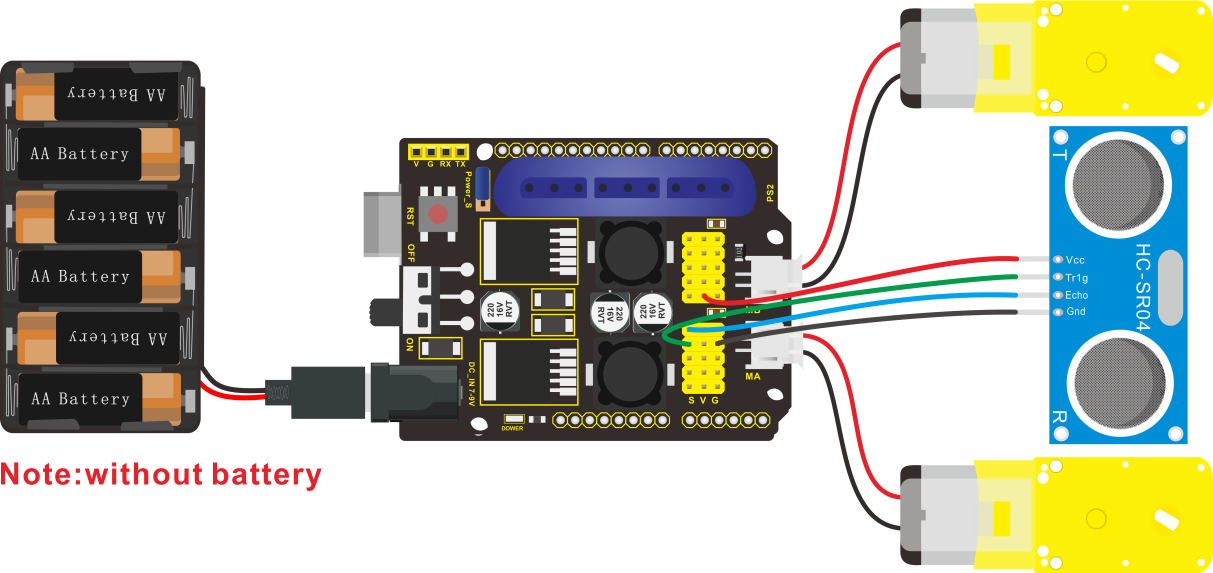 AA Battery
AA Battery
AA Battery
AA Battery
AA Battery
AA Battery
Note:without battery
V G RX TX
Power_S
RST
OFF
ON
PS2
220 16V RVT
220 16V RVT
220 16V RVT
102
MB
MA
S V G
DC_IN 7-9V
DOWER
T
HC-SR04
Vcc
Tr1g
Echo
Gnd
R